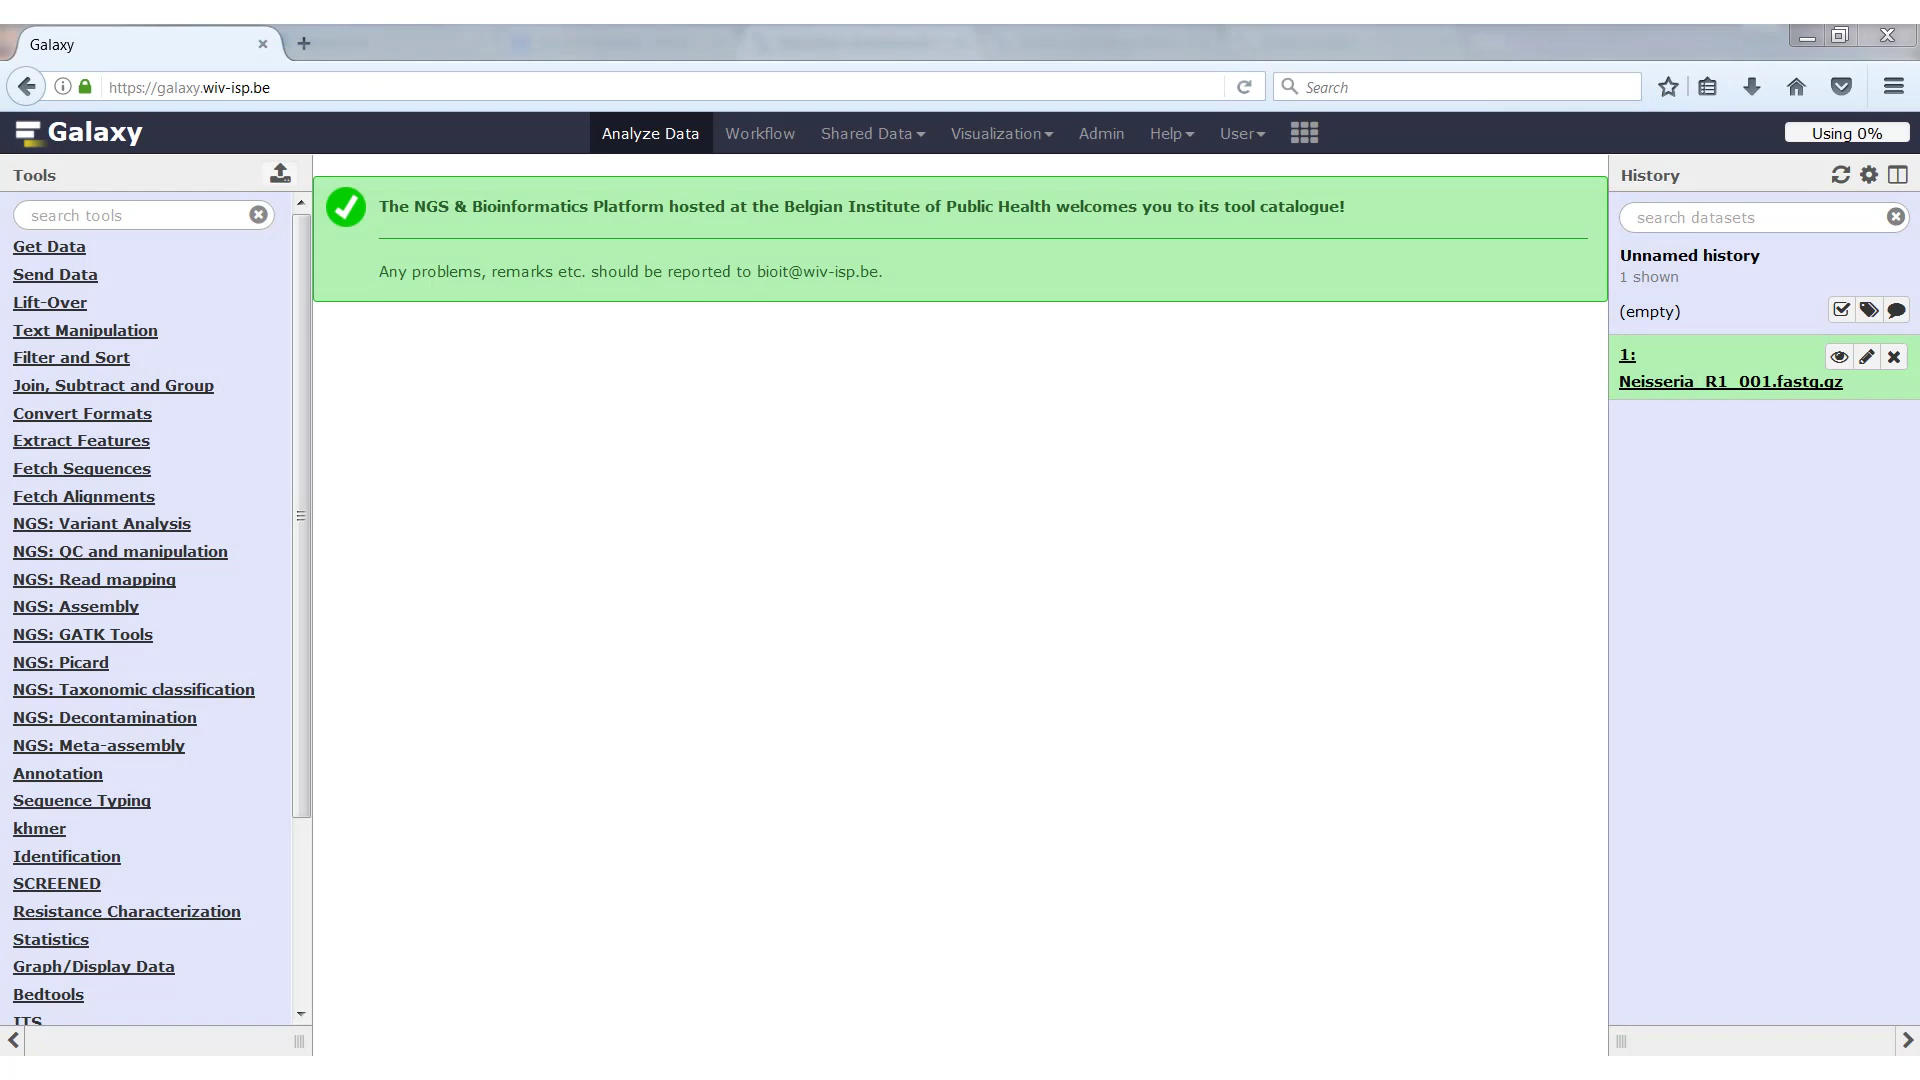 Galaxy
https://galaxy.wiv-isp.be
Search
Galaxy
Analyze Data
Workflow
Shared Data
Visualization
Admin
Help
User
Using 0%
Tools
search tools
Get Data
Send Data
Lift-Over
Text Manipulation
Filter and Sort
Join, Subtract and Group
Convert Formats
Extract Features
Fetch Sequences
Fetch Alignments
NGS: Variant Analysis
NGS: QC and manipulation
NGS: Read mapping
NGS: Assembly
NGS: GATK Tools
NGS: Picard
NGS: Taxonomic classification
NGS: Decontamination
NGS: Meta-assembly
Annotation
Sequence Typing
khmer
Identification
SCREENED
Resistance Characterization
Statistics
Graph/Display Data
Bedtools
ITS
The NGS & Bioinformatics Platform hosted at the Belgian Institute of Public Health welcomes you to its tool catalogue!
Any problems, remarks etc. should be reported to bioit@wiv-isp.be.
History
search datasets
Unnamed history
1 shown
(empty)
1:
Neisseria_R1_001.fastq.gz